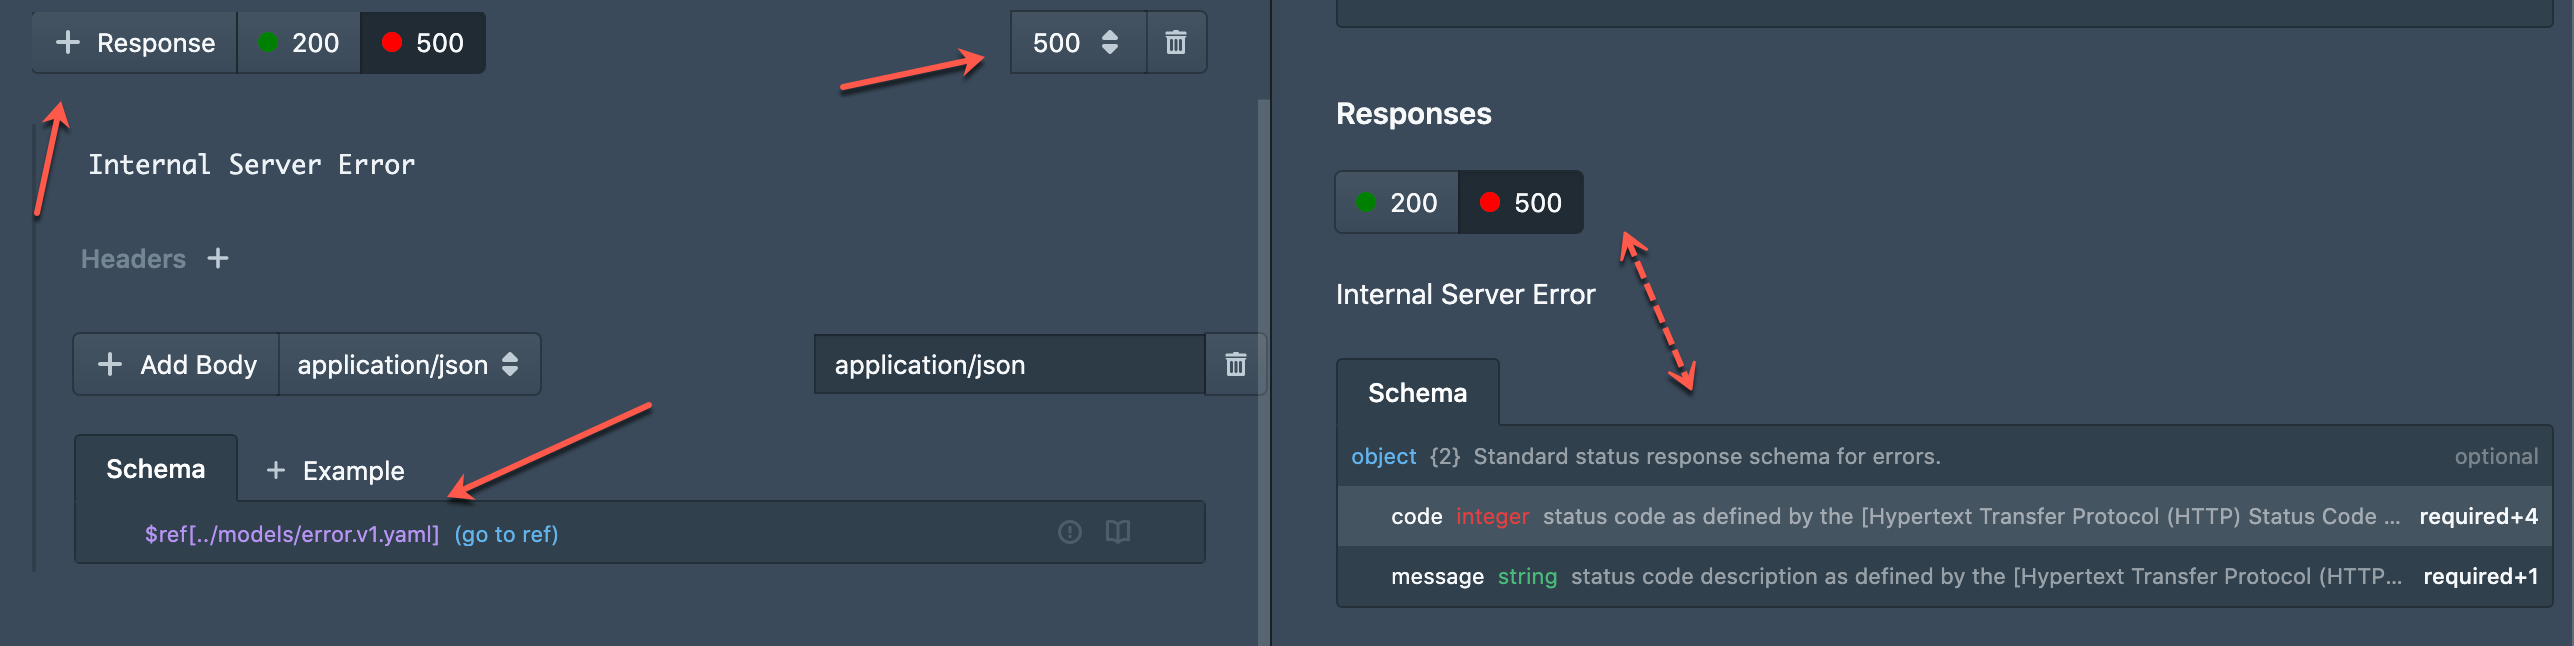 + Response 200 500 500
Internal Server Error
Headers +
+ Add Body application/json application/json
Schema + Example
$ref[../models/error.v1.yaml] (go to ref)
Responses
200 500
Internal Server Error
Schema
object {2} Standard status response schema for errors. optional
code integer status code as defined by the [Hypertext Transfer Protocol (HTTP) Status Code ... required+4
message string status code description as defined by the [Hypertext Transfer Protocol (HTTP... required+1